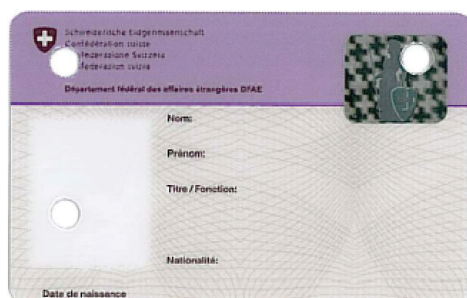 Schweizerische Eidgenossenschaft
Confédération suisse
Confederazione Svizzera
Confederaziun svizra
Département fédéral des affaires étrangères DFAE
Nom:
Prénom:
Titre / Fonction:
Nationalité:
Date de naissance